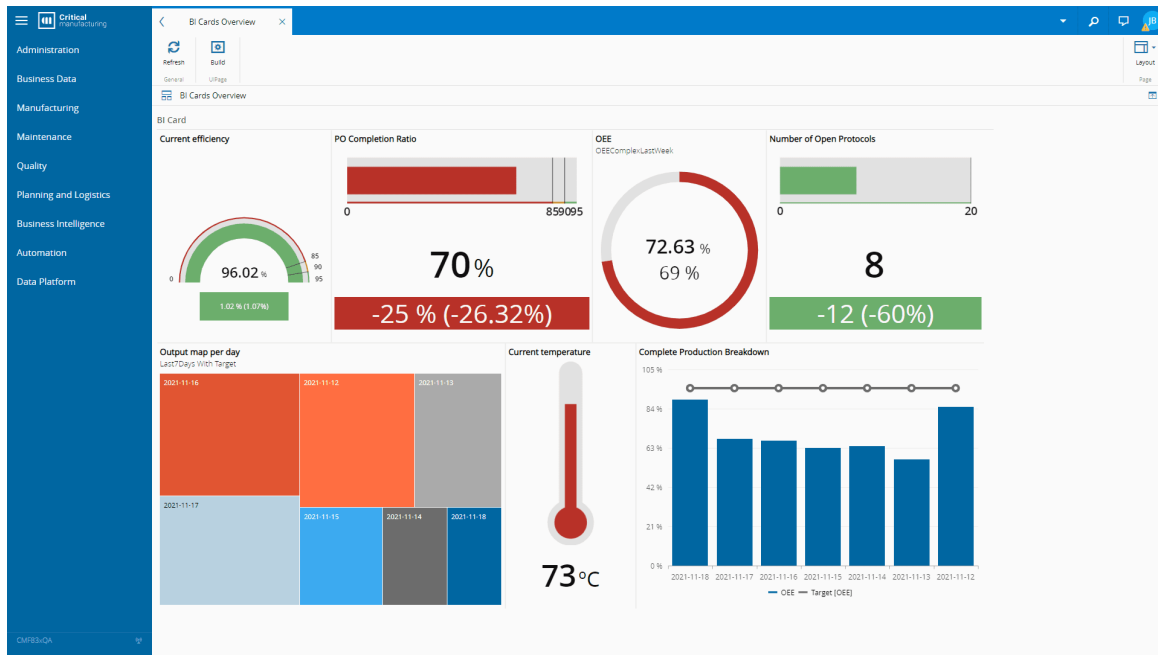 Critical
manufacturing
BI Cards Overview
JB
Administration
Business Data
Manufacturing
Maintenance
Quality
Planning and Logistics
Business Intelligence
Automation
Data Platform
CMFB3xQA
Refresh
Build
Layout
General
UIPage
Page
BI Cards Overview
BI Card
Current efficiency
0
85
90
95
96.02 %
1.02 % (1.07%)
PO Completion Ratio
0
859095
70%
-25 % (-26.32%)
OEE
OEEComplexLastWeek
72.63 %
69 %
Number of Open Protocols
0
20
8
-12 (-60%)
Output map per day
Last7Days With Target
2021-11-16
2021-11-12
2021-11-13
2021-11-17
2021-11-15
2021-11-14
2021-11-18
Current temperature
73°C
Complete Production Breakdown
105 %
84 %
63 %
42 %
21 %
0 %
2021-11-18 2021-11-17 2021-11-16 2021-11-15 2021-11-14 2021-11-13 2021-11-12
OEE Target [OEE]